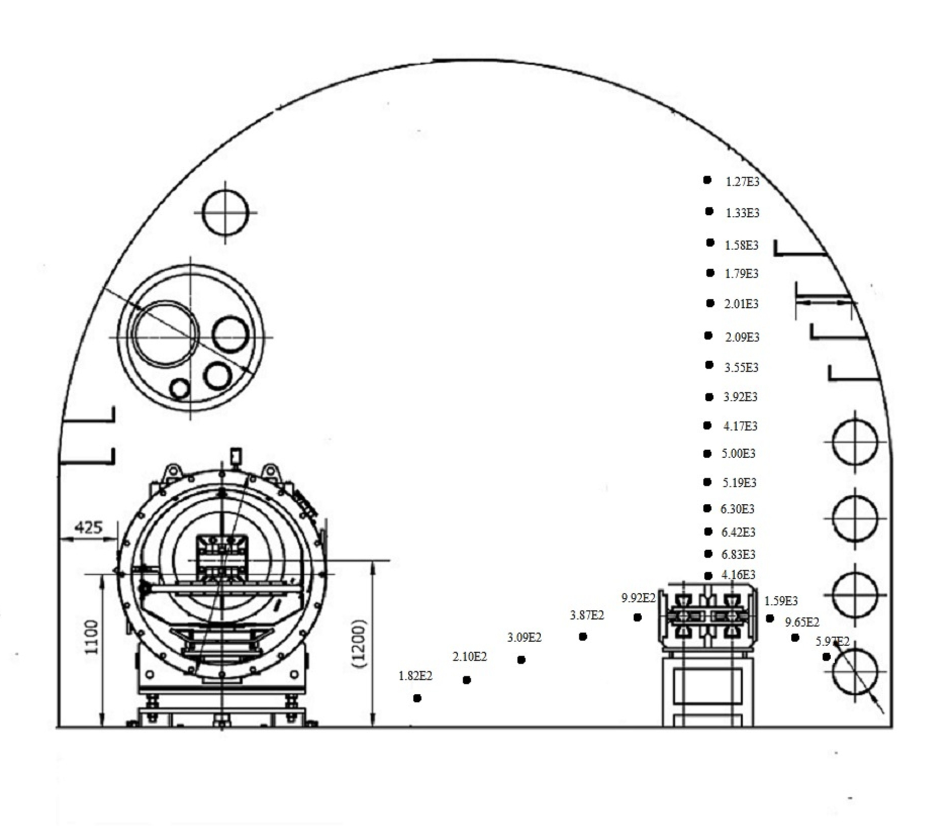 1.27E3
1.33E3
1.58E3
1.79E3
2.01E3
2.09E3
3.55E3
3.92E3
4.17E3
5.00E3
5.19E3
6.30E3
425
6.42E3
6.83E3
4.16E3
9.92E2
1.59E3
3.87E2
9.65E2
1100
(1200)
3.09E2
5.97E2
2.10E2
1.82E2